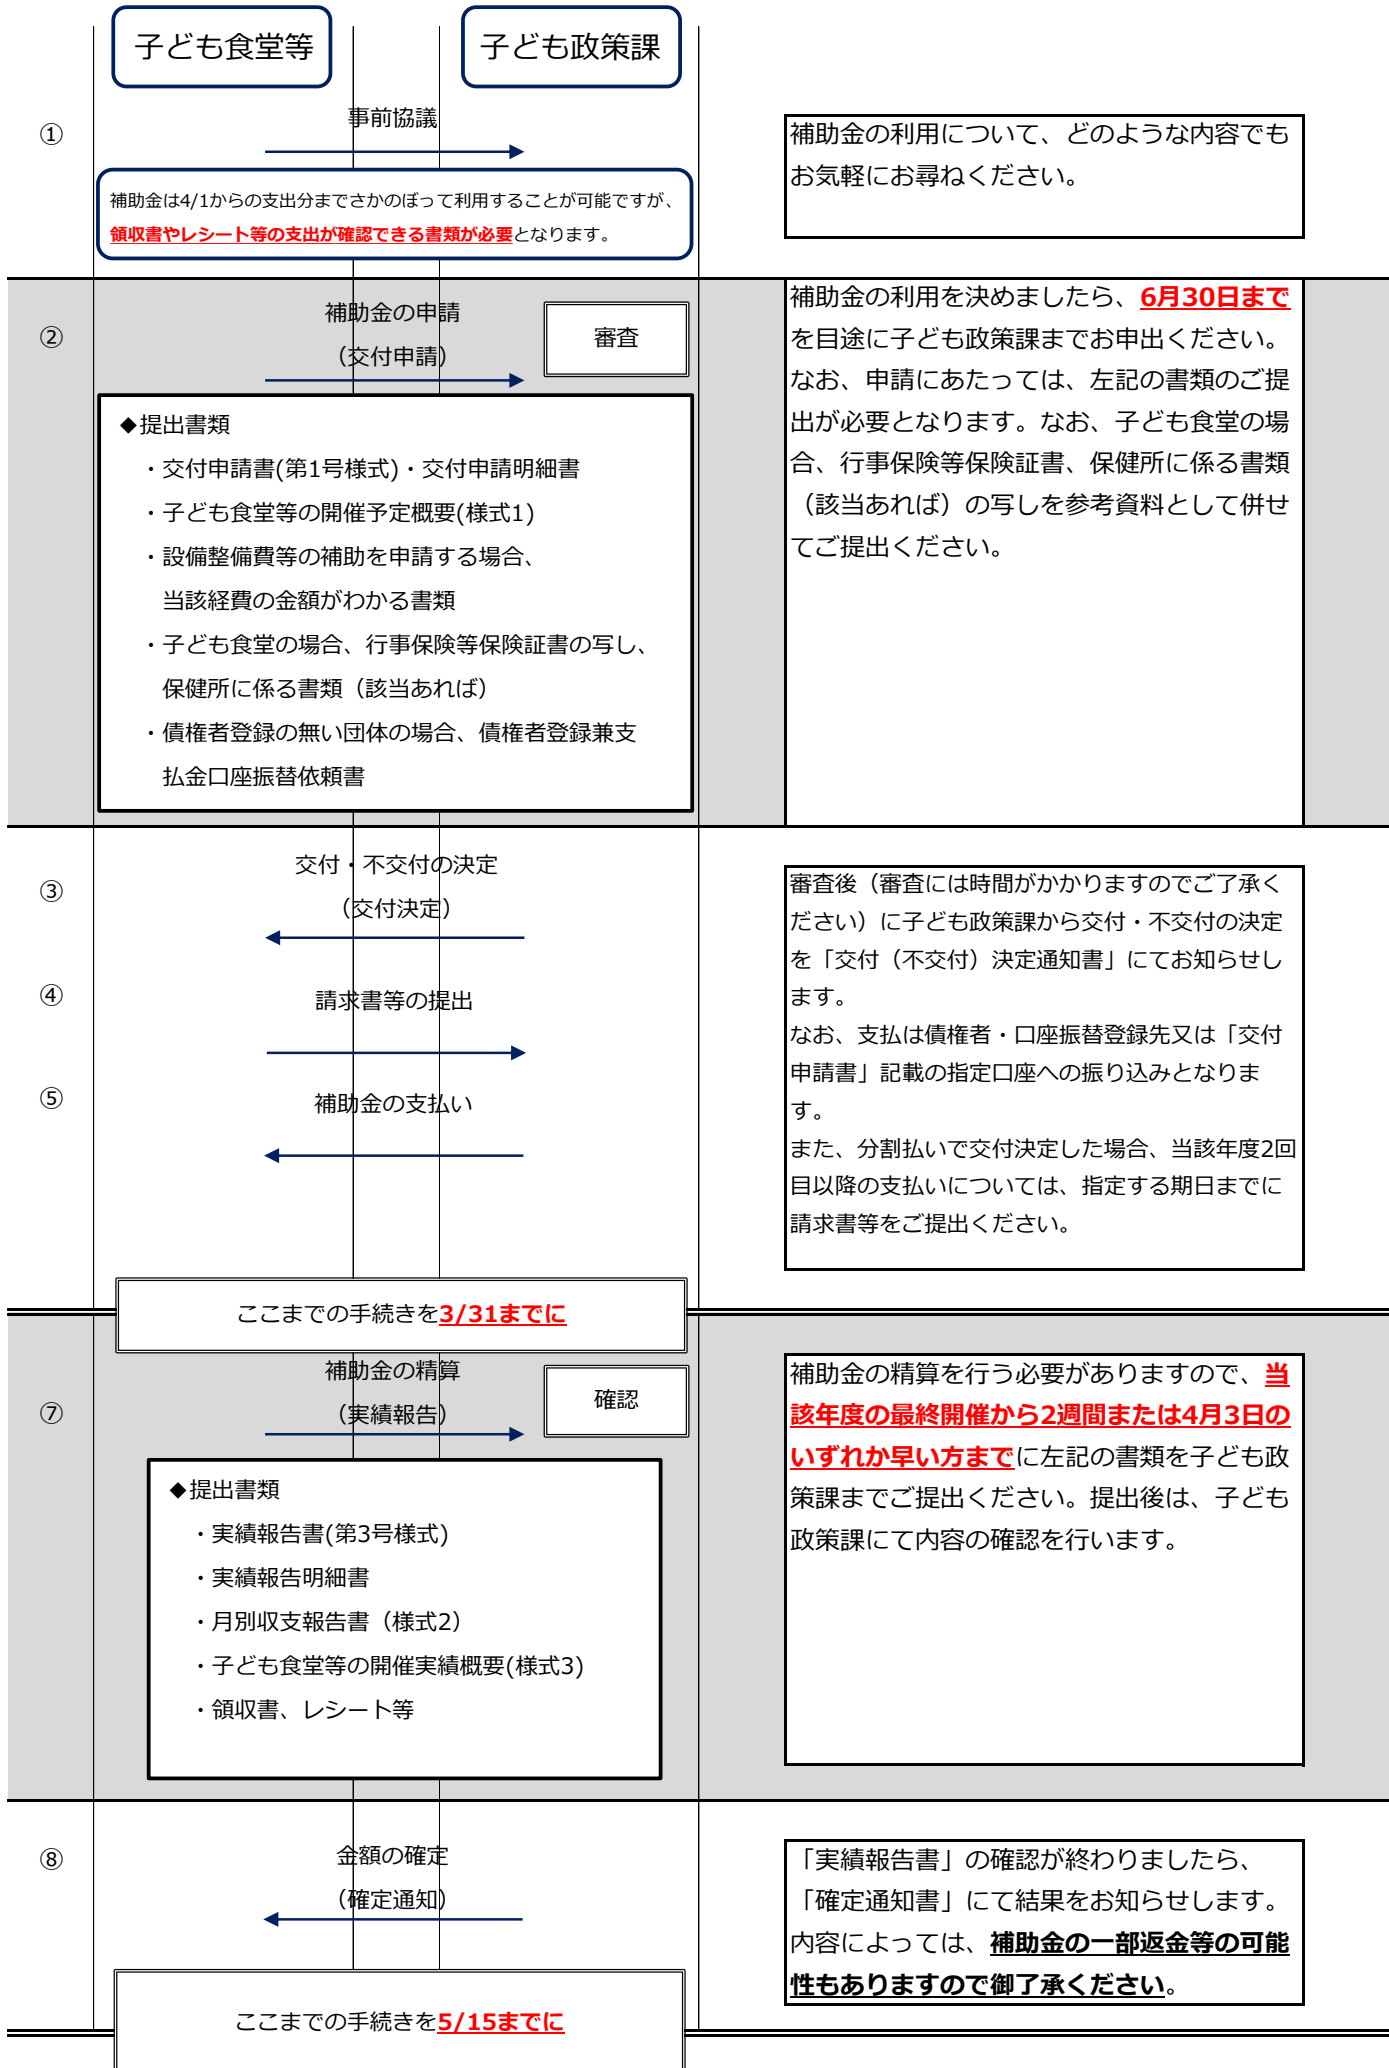 子ども食堂等
子ども政策課
①
事前協議
補助金は4/1からの支出分までさかのぼって利用することが可能ですが、
領収書やレシート等の支出が確認できる書類が必要となります。
補助金の利用について、どのような内容でも
お気軽にお尋ねください。
②
補助金の申請
（交付申請）
審査
◆提出書類
・交付申請書(第1号様式)・交付申請明細書
・子ども食堂等の開催予定概要(様式1)
・設備整備費等の補助を申請する場合、
当該経費の金額がわかる書類
・子ども食堂の場合、行事保険等保険証書の写し、
保健所に係る書類（該当あれば）
・債権者登録の無い団体の場合、債権者登録兼支
払金口座振替依頼書
補助金の利用を決めましたら、6月30日まで
を目途に子ども政策課までお申出ください。
なお、申請にあたっては、左記の書類のご提
出が必要となります。なお、子ども食堂の場
合、行事保険等保険証書、保健所に係る書類
（該当あれば）の写しを参考資料として併せ
てご提出ください。
③
交付・不交付の決定
（交付決定）
④
請求書等の提出
⑤
補助金の支払い
審査後（審査には時間がかかりますのでご了承く
ださい）に子ども政策課から交付・不交付の決定
を「交付（不交付）決定通知書」にてお知らせし
ます。
なお、支払は債権者・口座振替登録先又は「交付
申請書」記載の指定口座への振り込みとなりま
す。
また、分割払いで交付決定した場合、当該年度2回
目以降の支払いについては、指定する期日までに
請求書等をご提出ください。
ここまでの手続きを3/31までに
⑦
補助金の精算
（実績報告）
確認
◆提出書類
・実績報告書(第3号様式)
・実績報告明細書
・月別収支報告書（様式2）
・子ども食堂等の開催実績概要(様式3)
・領収書、レシート等
補助金の精算を行う必要がありますので、当
該年度の最終開催から2週間または4月3日の
いずれか早い方までに左記の書類を子ども政
策課までご提出ください。提出後は、子ども
政策課にて内容の確認を行います。
⑧
金額の確定
（確定通知）
「実績報告書」の確認が終わりましたら、
「確定通知書」にて結果をお知らせします。
内容によっては、補助金の一部返金等の可能
性もありますので御了承ください。
ここまでの手続きを5/15までに